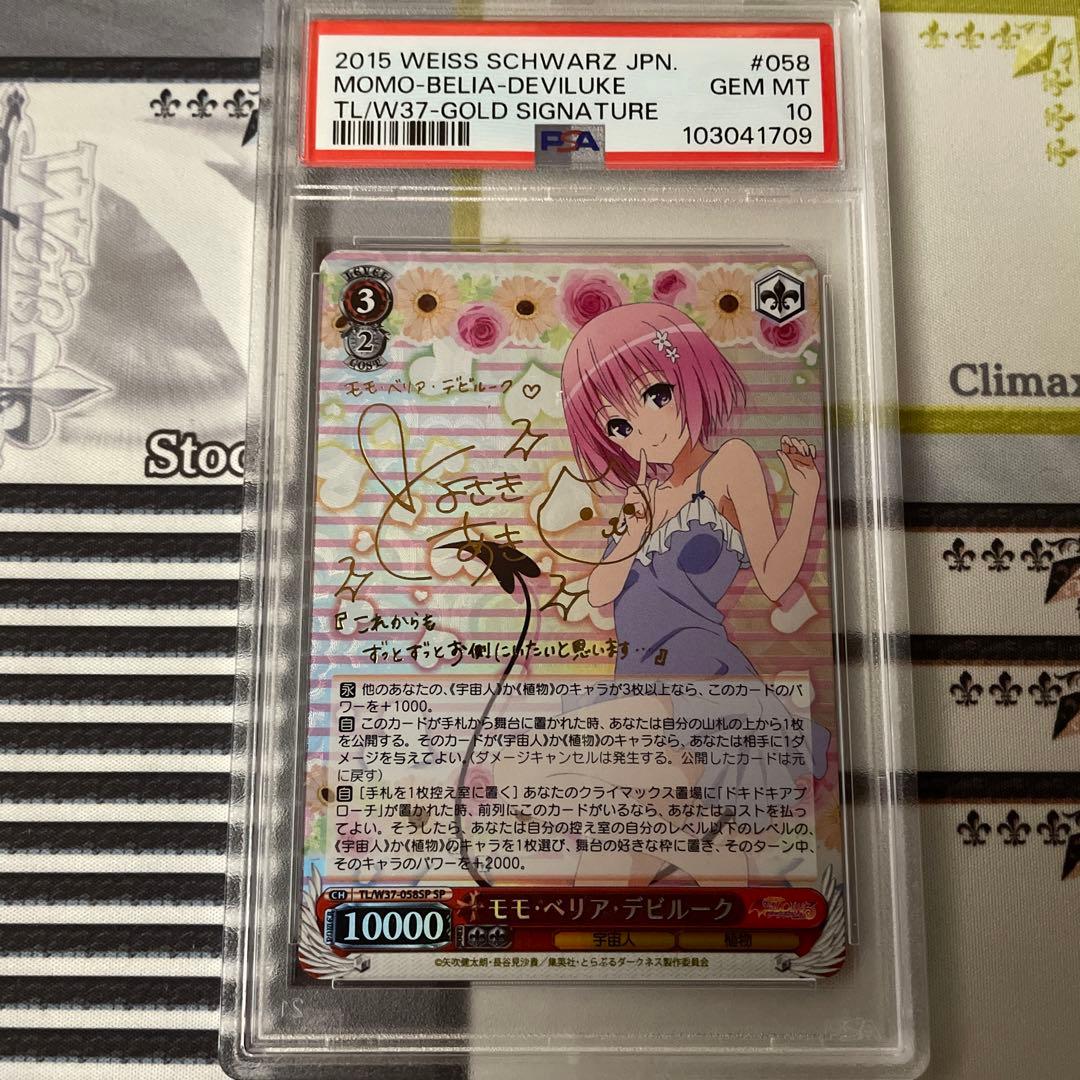 2015 WEISS SCHWARZ JPN. #058
MOMO-BELIA-DEVILUKE GEM MT
TL/W37-GOLD SIGNATURE 10
PSA 103041709
Stoc
Climax
LEVEL
3
2
COST
モモ・ベリア・デビルーク♡
とよさき
あき
『これからも
ずっとずっとお側にいたいと思います…』
永 他のあなたの、《宇宙人》か《植物》のキャラが3枚以上なら、このカードのパ
ワーを+1000。
自 このカードが手札から舞台に置かれた時、あなたは自分の山札の上から1枚
を公開する。そのカードが《宇宙人》か《植物》のキャラなら、あなたは相手に1ダ
メージを与えてよい。(ダメージキャンセルは発生する。公開したカードは元
に戻す)
自 [手札を1枚控え室に置く] あなたのクライマックス置場に「ドキドキアプ
ローチ」が置かれた時、前列にこのカードがいるなら、あなたはコストを払っ
てよい。そうしたら、あなたは自分の控え室の自分のレベル以下のレベルの、
《宇宙人》か《植物》のキャラを1枚選び、舞台の好きな枠に置き、そのターン中、
そのキャラのパワーを+2000。
CH TL/W37-058SP SP
POWER 10000 モモ・ベリア・デビルーク
SOUL 宇宙人 植物
©矢吹健太朗・長谷見沙貴/集英社・とらぶるダークネス製作委員会